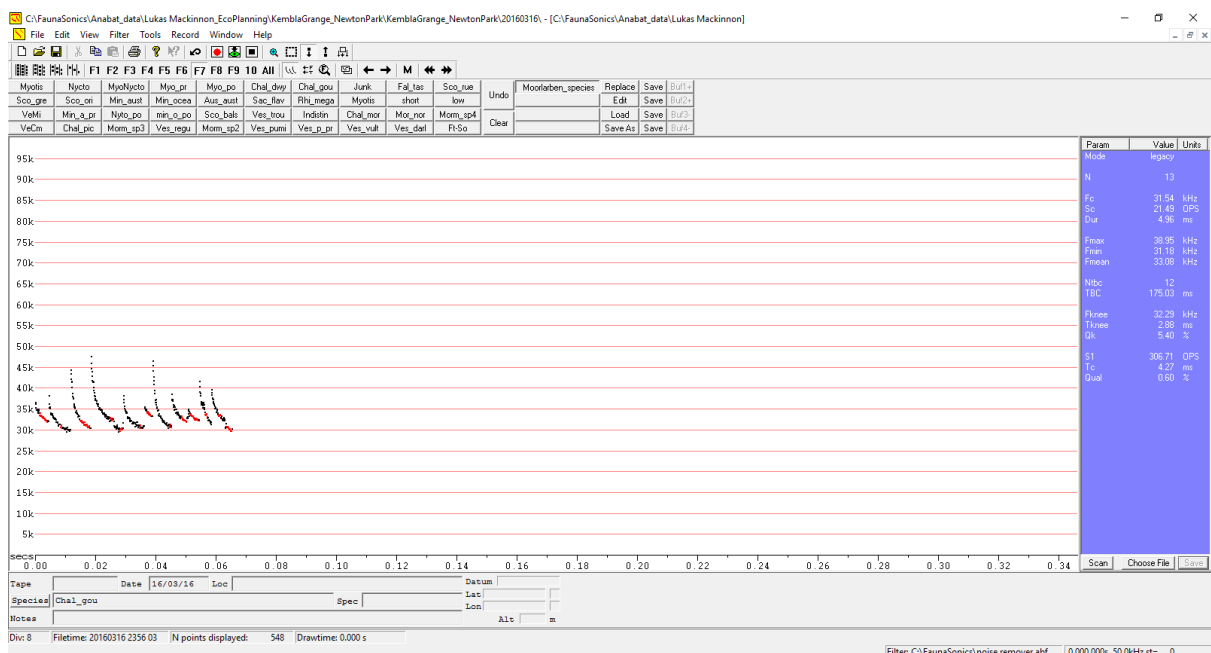 C:\FaunaSonics\Anabat_data\Lukas Mackinnon_EcoPlanning\KemblaGrange_NewtonPark\KemblaGrange_NewtonPark\20160316\ - [C:\FaunaSonics\Anabat_data\Lukas Mackinnon]
File Edit View Filter Tools Record Window Help
F1 F2 F3 F4 F5 F6 F7 F8 F9 10 All M
Myotis Nycto MyoNycto Myo_pr Myo_po Chal_dwy Chal_gou Junk Fal_tas Sco_rue Undo Moorlarben_species Replace Save Buf1+
Sco_gre Sco_ori Min_aust Min_ocea Aus_aust Sac_flav Rhi_mega Myotis short low Edit Save Buf2+
VeMi Min_a_pr Nyto_po min_o_po Sco_bals Ves_trou Indistin Chal_mor Mor_nor Morm_sp4 Clear Load Save Buf3-
VeCm Chal_pic Morm_sp3 Ves_regu Morm_sp2 Ves_pumi Ves_p_pr Ves_vult Ves_darl Ft-So Save As Save Buf4-
Param Value Units
Mode legacy
N 13
Fc 31.54 kHz
Sc 21.49 OPS
Dur 4.96 ms
Fmax 38.95 kHz
Fmin 31.18 kHz
Fmean 33.08 kHz
Ntbc 12
TBC 175.03 ms
Fknee 32.29 kHz
Tknee 2.88 ms
Qk 5.40 %
S1 306.71 OPS
Tc 4.27 ms
Qual 0.60 %
95k
90k
85k
80k
75k
70k
65k
60k
55k
50k
45k
40k
35k
30k
25k
20k
15k
10k
5k
secs
0.00 0.02 0.04 0.06 0.08 0.10 0.12 0.14 0.16 0.18 0.20 0.22 0.24 0.26 0.28 0.30 0.32 0.34
Scan Choose File Save
Tape Date 16/03/16 Loc Datum
Species Chal_gou Spec Lat
Lon
Notes Alt m
Div: 8 Filetime: 20160316 2356 03 N points displayed: 548 Drawtime: 0.000 s
Filter: C:\FaunaSonics\noise remover.abf 0.000,000s, 50.0kHz st= 0